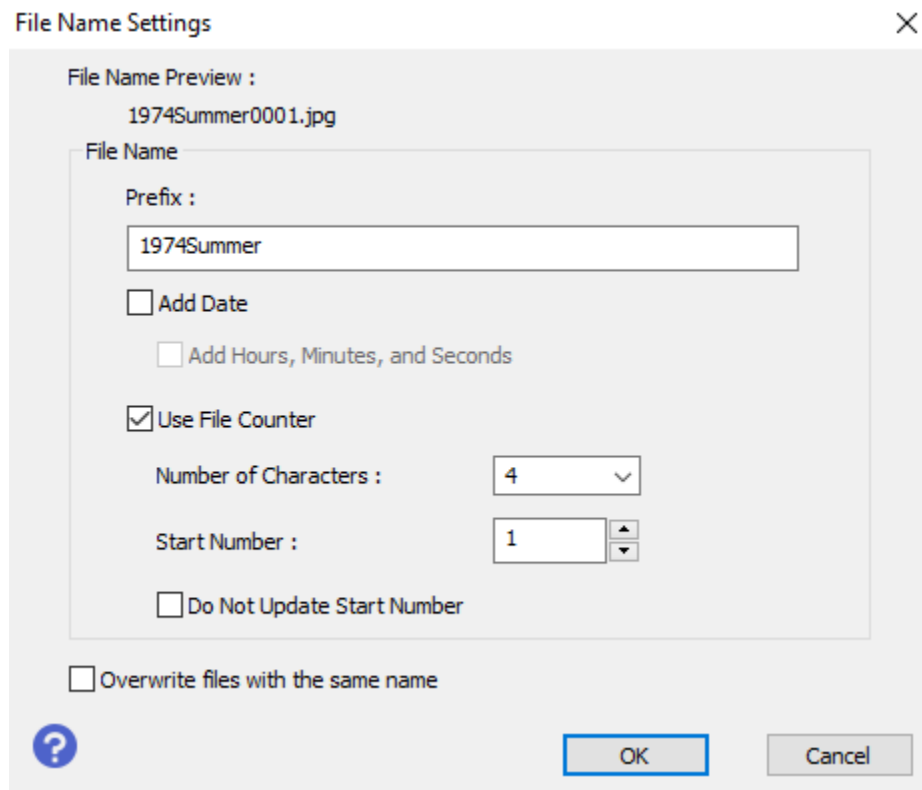 File Name Settings
File Name Preview :
1974Summer0001.jpg
File Name
Prefix :
1974Summer
Add Date
Add Hours, Minutes, and Seconds
Use File Counter
Number of Characters : 4
Start Number : 1
Do Not Update Start Number
Overwrite files with the same name
? OK Cancel